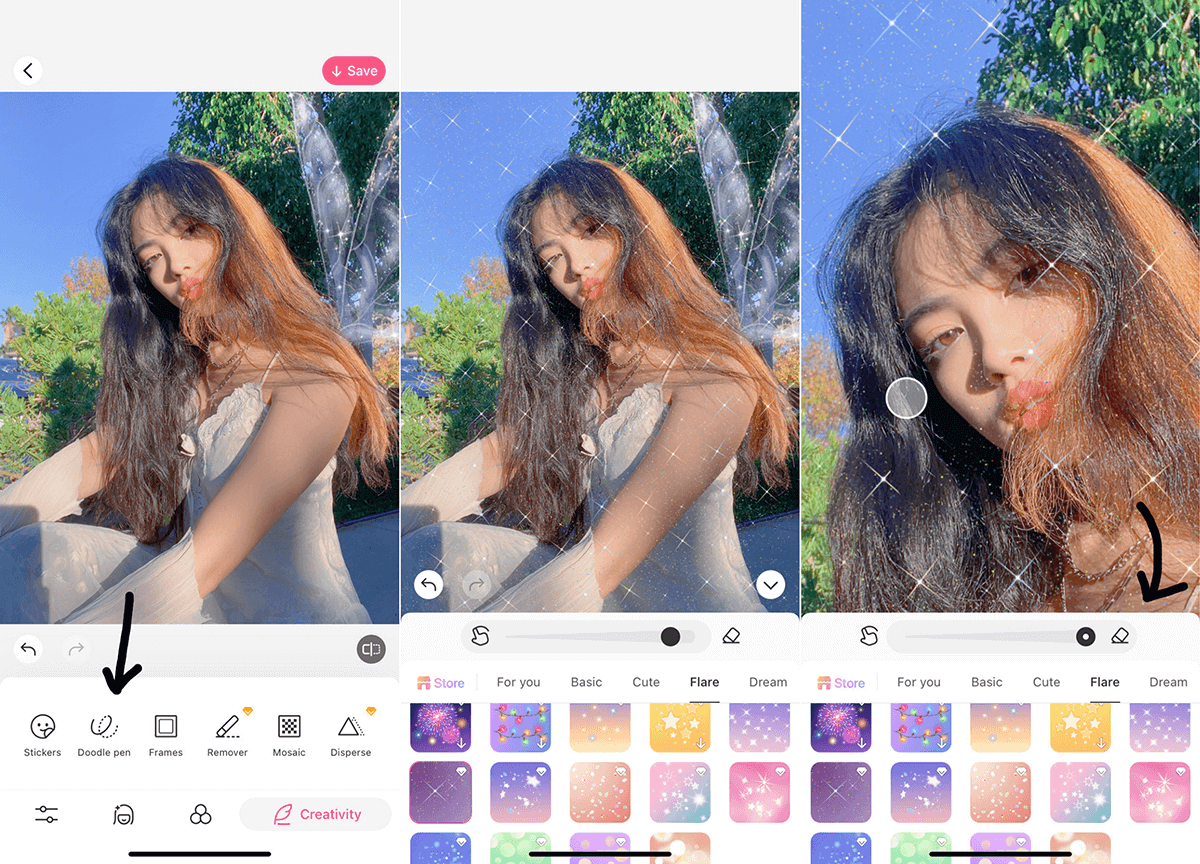 Save
Stickers Doodle pen Frames Remover Mosaic Disperse
Creativity
Store For you Basic Cute Flare Dream
Store For you Basic Cute Flare Dream